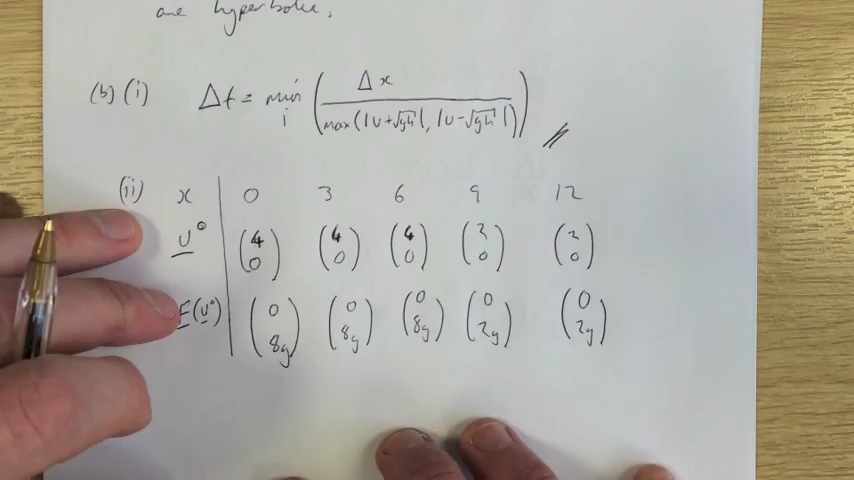 are hyperbolic.
(b) (i) Δt = min i ( Δx / max(|u+√gh|, |u-√gh|) )
(ii) x 0 3 6 9 12
U⁰ (4 0) (4 0) (4 0) (2 0) (2 0)
F(U⁰) (0 8g) (0 8g) (0 8g) (0 2g) (0 2g)